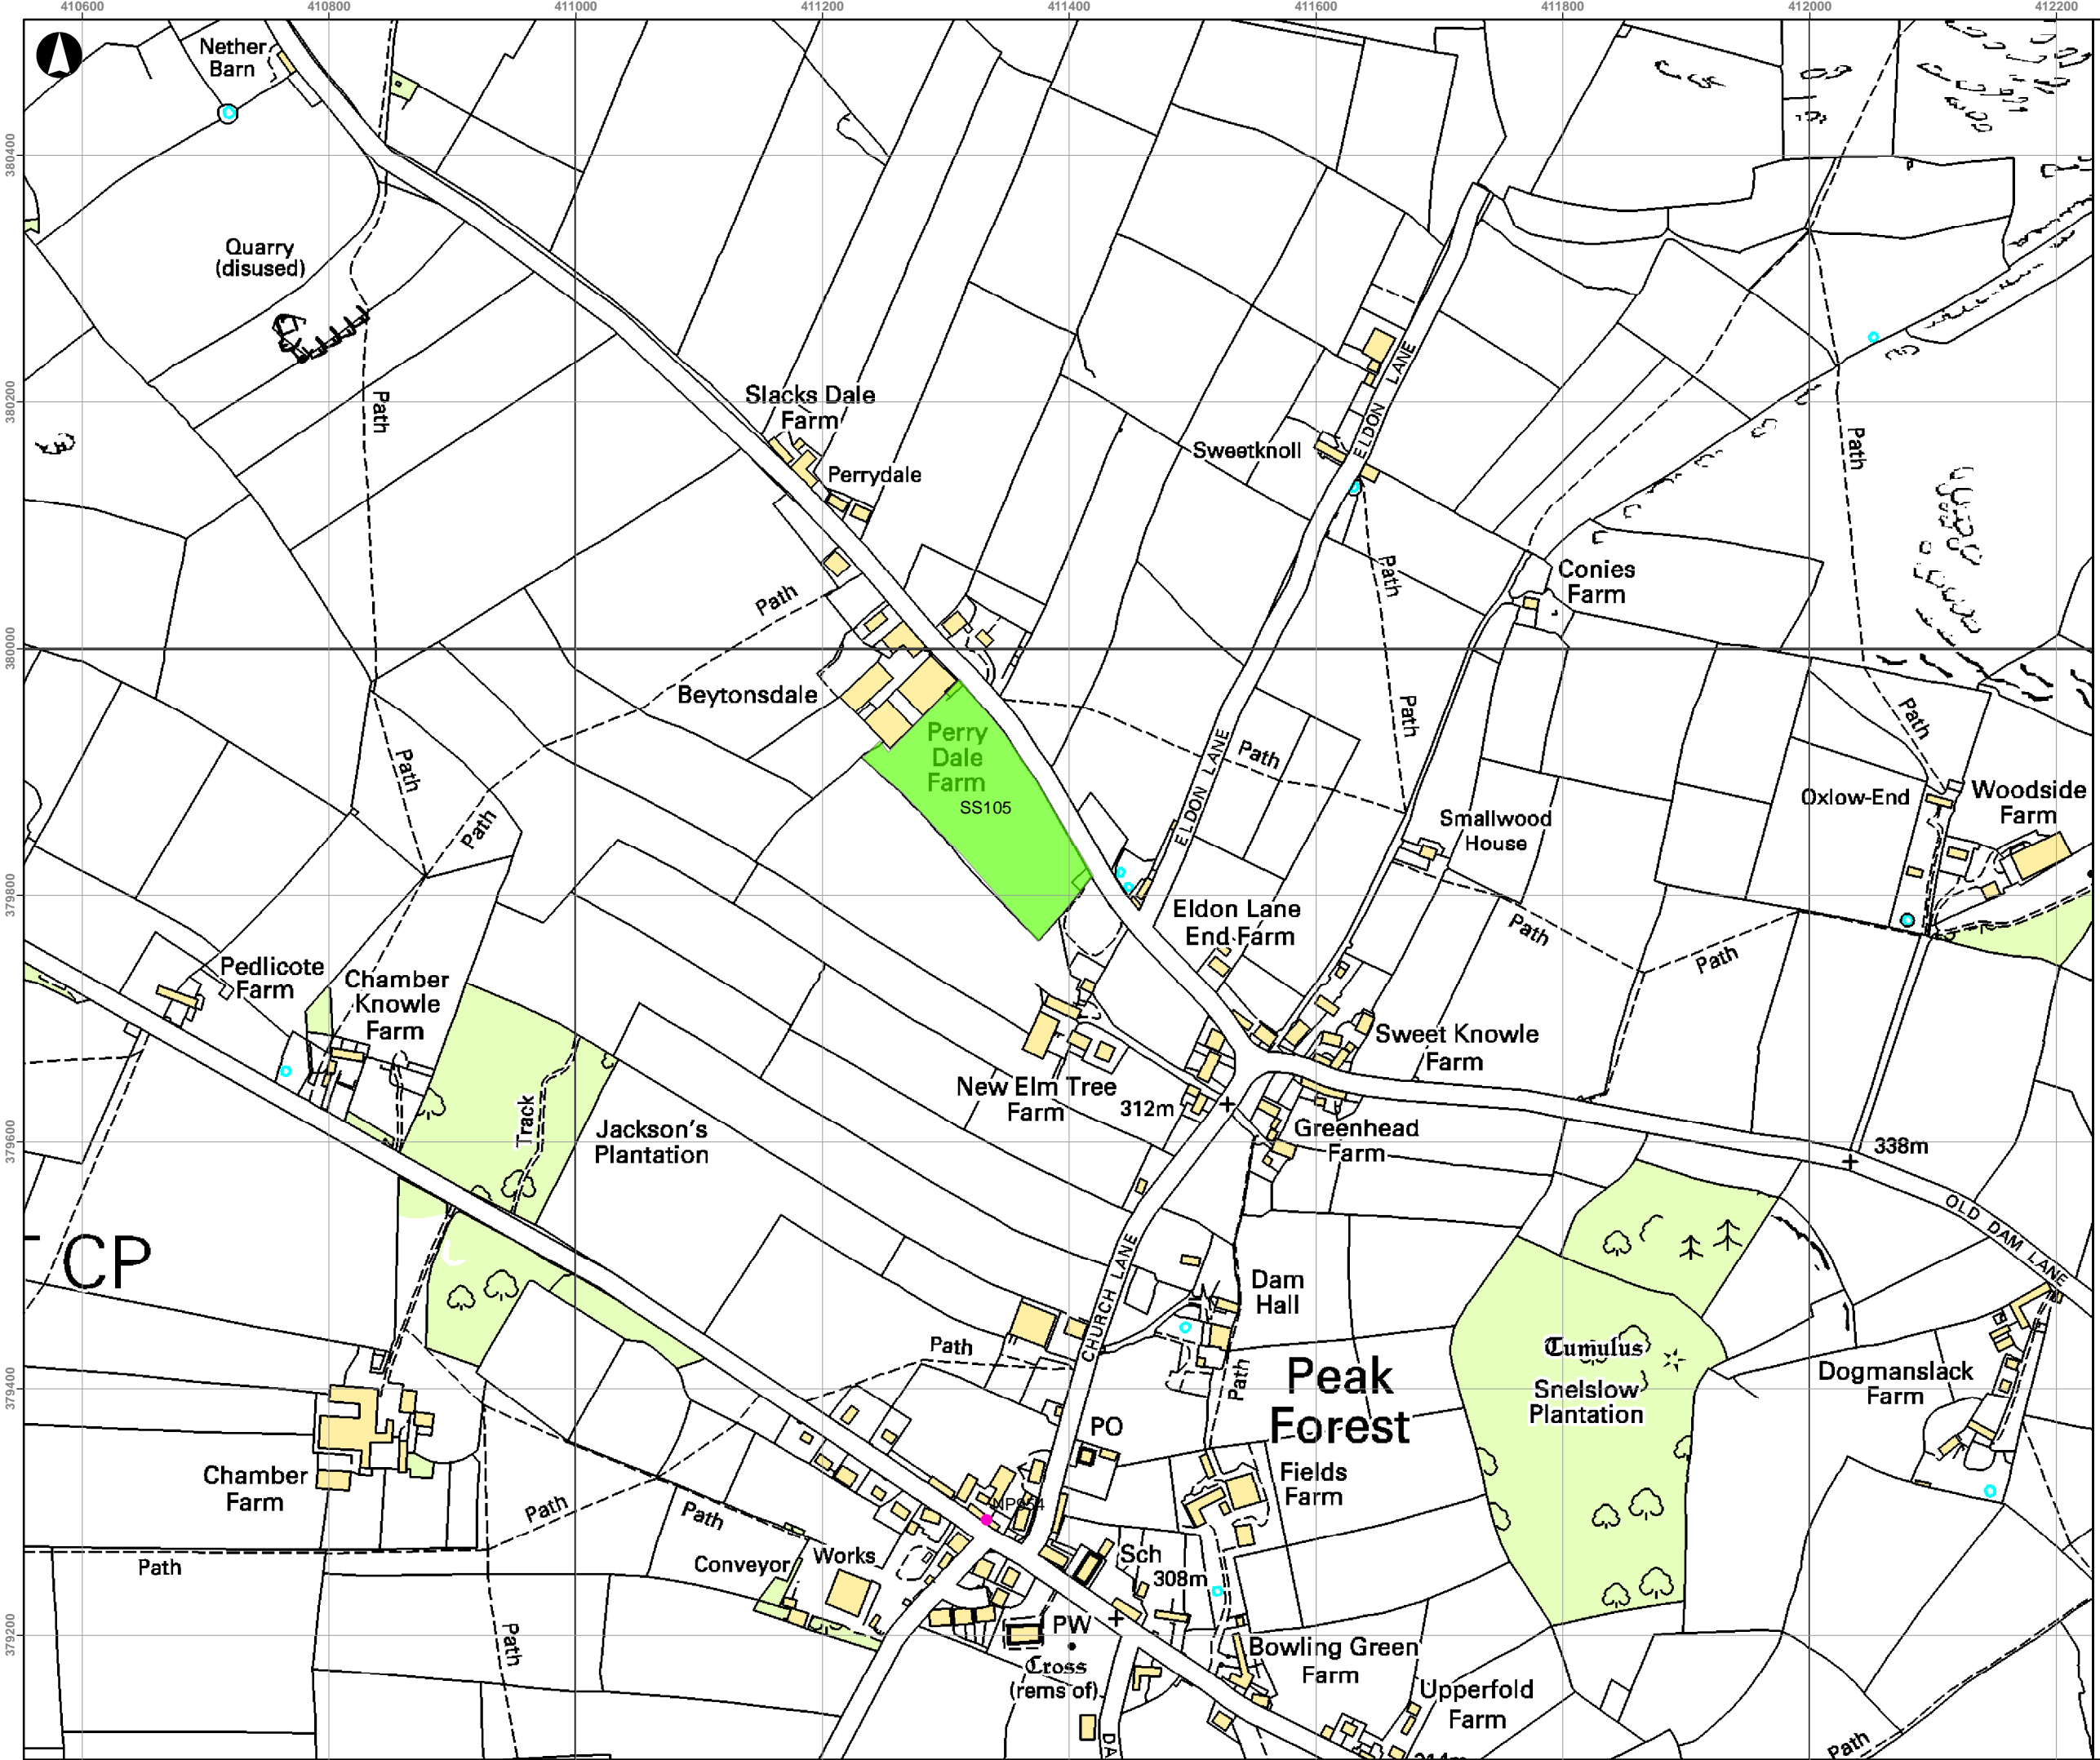 410600
410800
411000
411200
411400
411600
411800
412000
412200
380400
380200
380000
379800
379600
379400
379200
Nether
Barn
Quarry
(disused)
Path
Slacks Dale
Farm
Perrydale
Sweetknoll
ELDON LANE
Path
Path
Conies
Farm
Path
Beytonsdale
Perry
Dale
Farm
SS105
Path
Path
Path
ELDON LANE
Path
Path
Path
Smallwood
House
Oxlow-End
Woodside
Farm
Eldon Lane
End Farm
Path
Path
Pedlicote
Farm
Chamber
Knowle
Farm
Track
Jackson's
Plantation
New Elm Tree
Farm
312m
Sweet Knowle
Farm
Greenhead
Farm
338m
OLD DAM LANE
CP
CHURCH LANE
Dam
Hall
Path
Path
Peak
Forest
Tumulus
Snelslow
Plantation
Dogmanslack
Farm
Chamber
Farm
PO
Fields
Farm
NP954
Path
Path
Path
Conveyor
Works
Sch
308m
PW
Cross
(rems of)
Bowling Green
Farm
Path
Upperfold
Farm
DA
Path